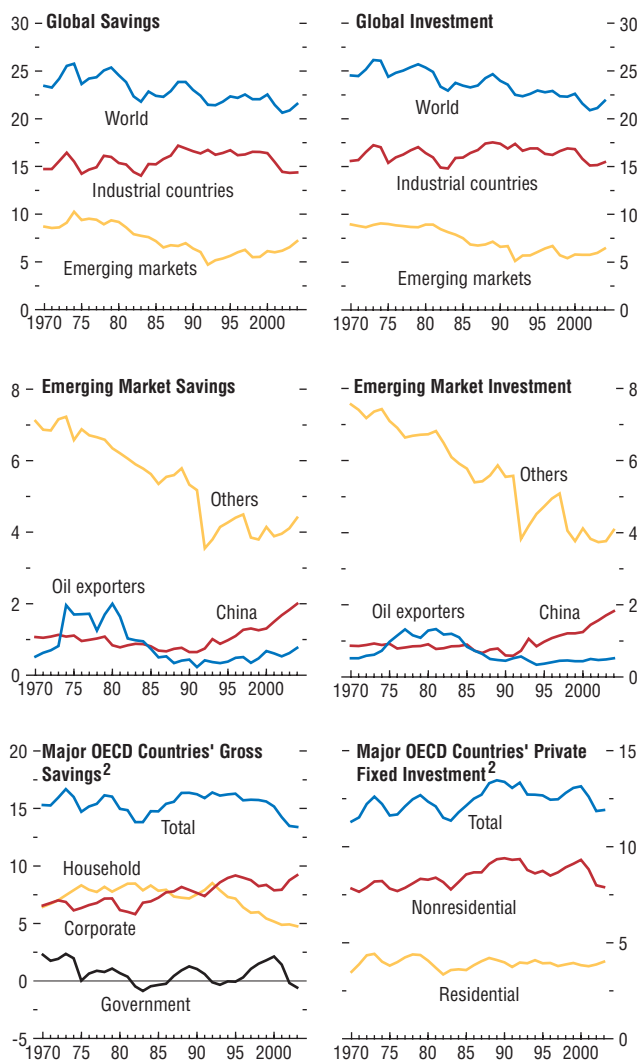 Global Savings
30
25
20
15
10
5
0
World
Industrial countries
Emerging markets
1970 75 80 85 90 95 2000
Global Investment
30
25
20
15
10
5
0
World
Industrial countries
Emerging markets
1970 75 80 85 90 95 2000
Emerging Market Savings
8
6
4
2
0
Others
Oil exporters
China
1970 75 80 85 90 95 2000
Emerging Market Investment
8
6
4
2
0
Others
Oil exporters
China
1970 75 80 85 90 95 2000
Major OECD Countries' Gross
Savings2
20
15
10
5
0
-5
Total
Household
Corporate
Government
1970 75 80 85 90 95 2000
Major OECD Countries' Private
Fixed Investment2
15
10
5
0
Total
Nonresidential
Residential
1970 75 80 85 90 95 2000